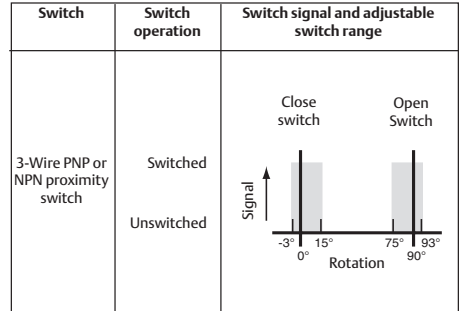 Switch
Switch
operation
Switch signal and adjustable
switch range
3-Wire PNP or
NPN proximity
switch
Switched
Unswitched
Close
switch
Open
Switch
Signal
-3° 15° 75° 93°
0° 90°
Rotation